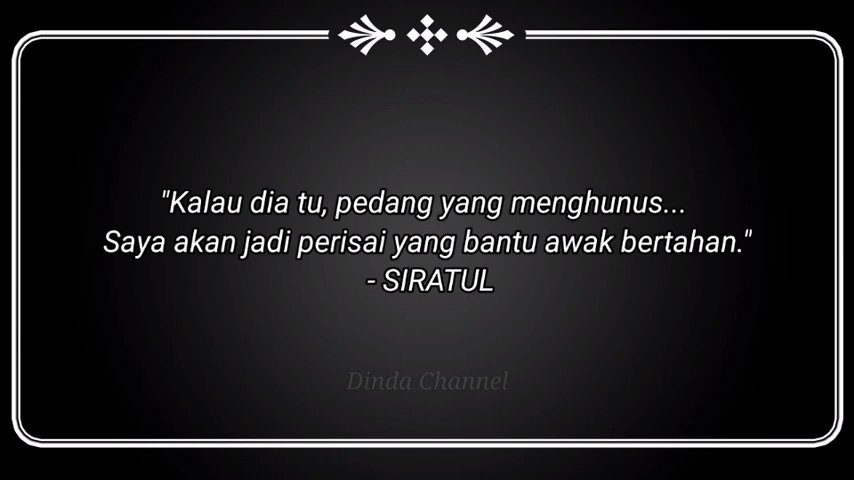 "Kalau dia tu, pedang yang menghunus...
Saya akan jadi perisai yang bantu awak bertahan."
- SIRATUL
Dinda Channel